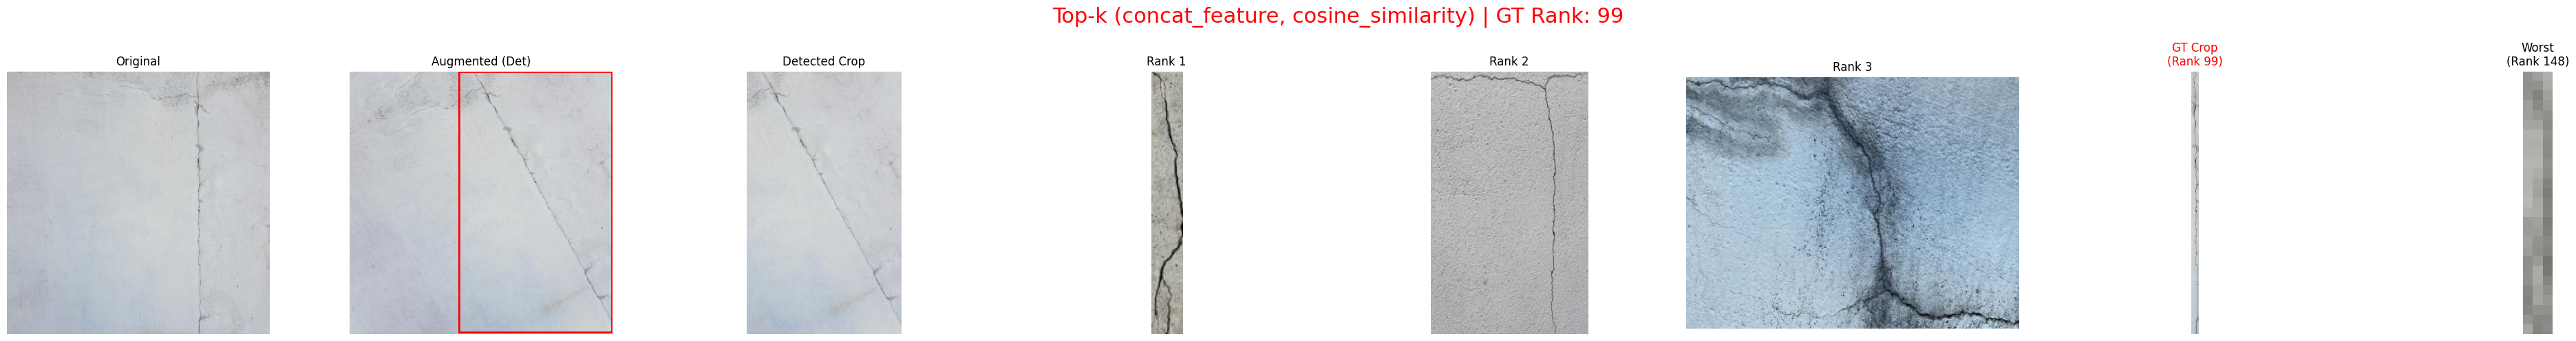 Top-k (concat_feature, cosine_similarity) | GT Rank: 99
Original
Augmented (Det)
Detected Crop
Rank 1
Rank 2
Rank 3
GT Crop
(Rank 99)
Worst
(Rank 148)